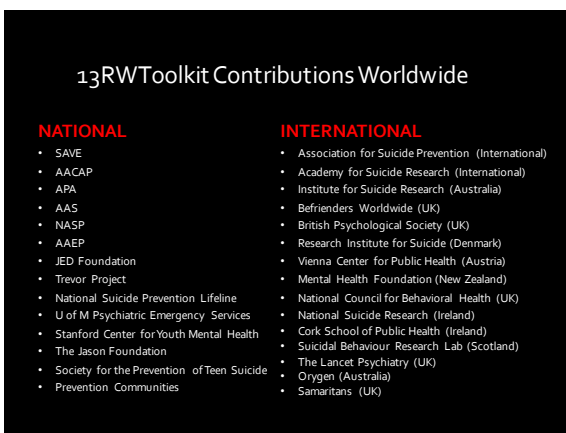 13RWToolkit Contributions Worldwide
NATIONAL
• SAVE
• AACAP
• APA
• AAS
• NASP
• AAEP
• JED Foundation
• Trevor Project
• National Suicide Prevention Lifeline
• U of M Psychiatric Emergency Services
• Stanford Center for Youth Mental Health
• The Jason Foundation
• Society for the Prevention of Teen Suicide
• Prevention Communities
INTERNATIONAL
• Association for Suicide Prevention (International)
• Academy for Suicide Research (International)
• Institute for Suicide Research (Australia)
• Befrienders Worldwide (UK)
• British Psychological Society (UK)
• Research Institute for Suicide (Denmark)
• Vienna Center for Public Health (Austria)
• Mental Health Foundation (New Zealand)
• National Council for Behavioral Health (UK)
• National Suicide Research (Ireland)
• Cork School of Public Health (Ireland)
• Suicidal Behaviour Research Lab (Scotland)
• The Lancet Psychiatry (UK)
• Orygen (Australia)
• Samaritans (UK)